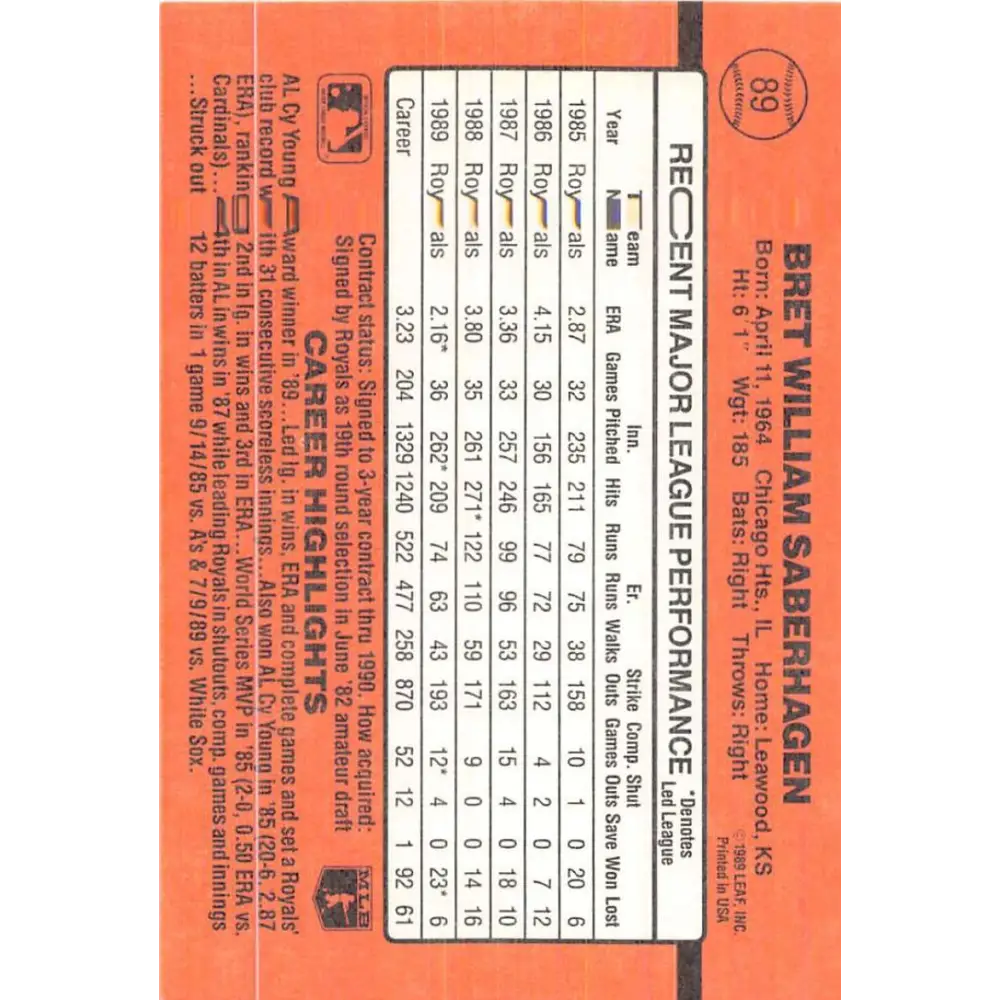 89
BRET WILLIAM SABERHAGEN
Born: April 11, 1964 Chicago Hts., IL Home: Leawood, KS
Ht: 6'1" Wgt: 185 Bats: Right Throws: Right
© 1989 LEAF, INC.
Printed in USA
RECENT MAJOR LEAGUE PERFORMANCE *Denotes Led League
Year Team Name ERA Games Inn. Pitched Hits Runs Er. Runs Walks Strike Outs Comp. Games Shut Outs Save Won Lost
1985 Royals 2.87 32 235 211 79 75 38 158 10 1 0 20 6
1986 Royals 4.15 30 156 165 77 72 29 112 4 2 0 7 12
1987 Royals 3.36 33 257 246 99 96 53 163 15 4 0 18 10
1988 Royals 3.80 35 261 271* 122 110 59 171 9 0 0 14 16
1989 Royals 2.16* 36 262* 209 74 63 43 193 12* 4 0 23* 6
Career 3.23 204 1329 1240 522 477 258 870 52 12 1 92 61
Contract status: Signed to 3-year contract thru 1990. How acquired:
Signed by Royals as 19th round selection in June '82 amateur draft
MLB
CAREER HIGHLIGHTS
AL Cy Young Award winner in '89...Led lg. in wins, ERA and complete games and set a Royals'
club record with 31 consecutive scoreless innings...Also won AL Cy Young in '85 (20-6, 2.87
ERA), ranking 2nd in lg. in wins and 3rd in ERA...World Series MVP in '85 (2-0, 0.50 ERA vs.
Cardinals)...4th in AL in wins in '87 while leading Royals in shutouts, comp. games and innings
...Struck out 12 batters in 1 game 9/14/85 vs. A's & 7/9/89 vs. White Sox.